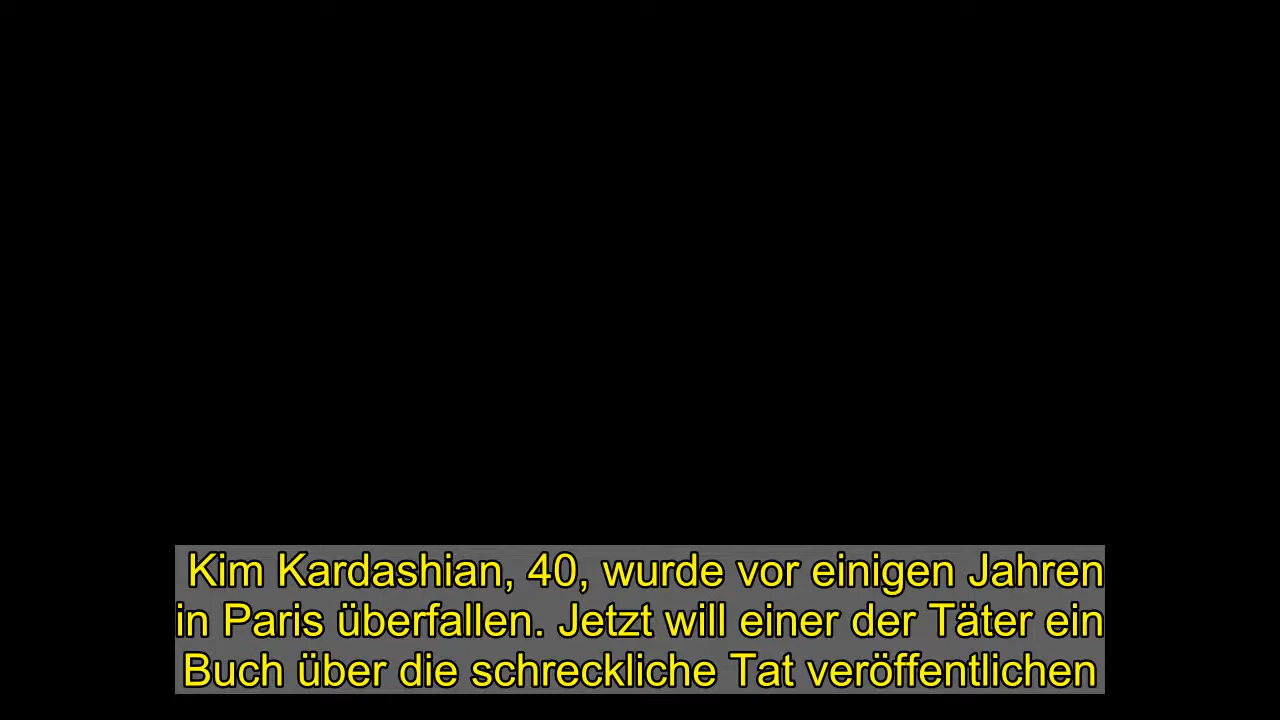 Kim Kardashian, 40, wurde vor einigen Jahren
in Paris überfallen. Jetzt will einer der Täter ein
Buch über die schreckliche Tat veröffentlichen